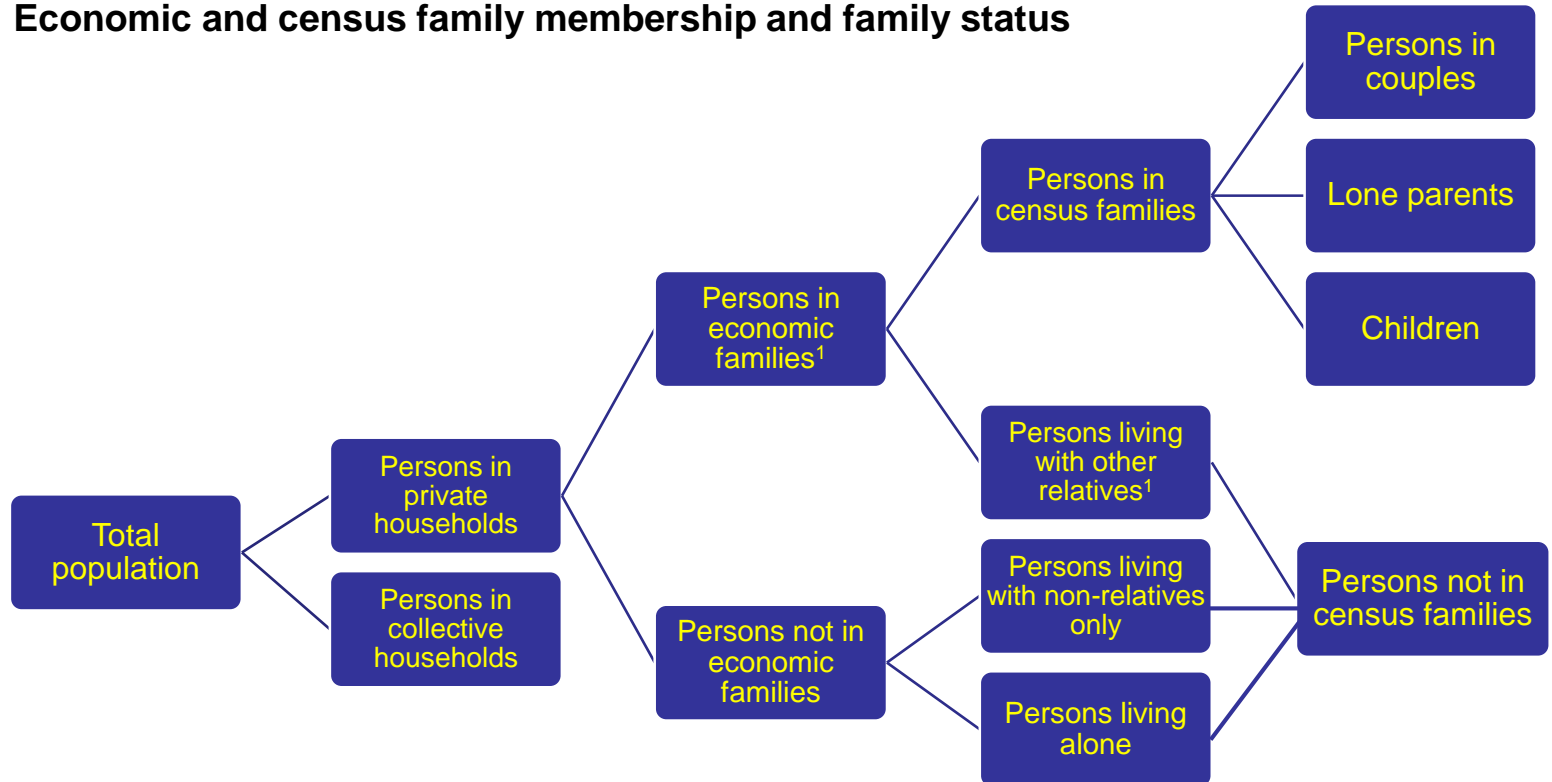 Economic and census family membership and family status
Total
population
Persons in
private
households
Persons in
collective
households
Persons in
economic
families¹
Persons not in
economic
families
Persons in
census families
Persons living
with other
relatives¹
Persons living
with non-relatives
only
Persons living
alone
Persons in
couples
Lone parents
Children
Persons not in
census families